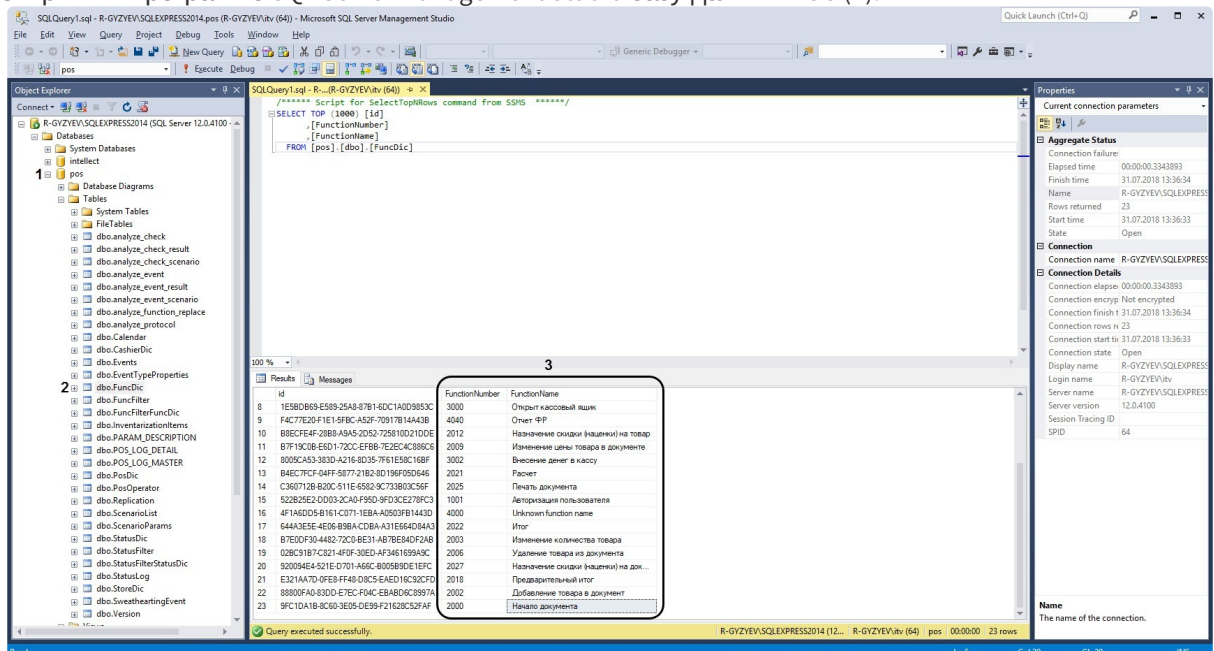 SQLQuery1.sql - R-GYZYEV\SQLEXPRESS2014.pos (R-GYZYEV\itv (64)) - Microsoft SQL Server Management Studio
Quick Launch (Ctrl+Q)
File Edit View Query Project Debug Tools Window Help
New Query
Generic Debugger
pos
Execute Debug
Object Explorer
Connect
R-GYZYEV\SQLEXPRESS2014 (SQL Server 12.0.4100 -
Databases
System Databases
intellect
1 pos
Database Diagrams
Tables
System Tables
FileTables
dbo.analyze_check
dbo.analyze_check_result
dbo.analyze_check_scenario
dbo.analyze_event
dbo.analyze_event_result
dbo.analyze_event_scenario
dbo.analyze_function_replace
dbo.analyze_protocol
dbo.Calendar
dbo.CashierDic
dbo.Events
dbo.EventTypeProperties
2 dbo.FuncDic
dbo.FuncFilter
dbo.FuncFilterFuncDic
dbo.InventarizationItems
dbo.PARAM_DESCRIPTION
dbo.POS_LOG_DETAIL
dbo.POS_LOG_MASTER
dbo.PosDic
dbo.PosOperator
dbo.Replication
dbo.ScenarioList
dbo.ScenarioParams
dbo.StatusDic
dbo.StatusFilter
dbo.StatusFilterStatusDic
dbo.StatusLog
dbo.StoreDic
dbo.SweatheartingEvent
dbo.Version
SQLQuery1.sql - R-...(R-GYZYEV\itv (64))
/****** Script for SelectTopNRows command from SSMS ******/
SELECT TOP (1000) [id]
,[FunctionNumber]
,[FunctionName]
FROM [pos].[dbo].[FuncDic]
100 %
3
Results Messages
id FunctionNumber FunctionName
8 1E5BDB69-E589-25A8-87B1-6DC1A0D9853C 3000 Открыт кассовый ящик
9 F4C77E20-F1E1-5FBC-A52F-70917B14A43B 4040 Отчет ФР
10 B8ECFE4F-28B8-A9A5-2D52-725810D21DDE 2012 Назначение скидки (наценки) на товар
11 B7F19C0B-E6D1-72CC-EFBB-7E2EC4C886C6 2009 Изменение цены товара в документе
12 8005CA53-383D-A216-8D35-7F61E58C16BF 3002 Внесение денег в кассу
13 B4EC7FCF-04FF-5877-21B2-8D196F05D646 2021 Расчет
14 C360712B-B20C-511E-6582-9C733B03C56F 2025 Печать документа
15 522B25E2-DD03-2CA0-F95D-9FD3CE278FC3 1001 Авторизация пользователя
16 4F1A6DD5-B161-C071-1EBA-A0503FB1443D 4000 Unknown function name
17 644A3E5E-4E06-B9BA-CDBA-A31E664D84A3 2022 Итог
18 B7E0DF30-4482-72C0-BE31-AB7BE84DF2AB 2003 Изменение количества товара
19 02BC91B7-C821-4F0F-30ED-AF3461699A9C 2006 Удаление товара из документа
20 920094E4-521E-D701-A66C-B005B9DE1EFC 2027 Назначение скидки (наценки) на док...
21 E321AA7D-0FE8-FF48-D8C5-EAED16C92CFD 2018 Предварительный итог
22 88800FA0-83DD-E7EC-F04C-EBABD6C8997A 2002 Добавление товара в документ
23 9FC1DA1B-8C60-3E05-DE99-F21628C52FAF 2000 Начало документа
Query executed successfully.
R-GYZYEV\SQLEXPRESS2014 (12... R-GYZYEV\itv (64) pos 00:00:00 23 rows
Properties
Current connection parameters
Aggregate Status
Connection failure:
Elapsed time 00:00:00.3343893
Finish time 31.07.2018 13:36:34
Name R-GYZYEV\SQLEXPRESS
Rows returned 23
Start time 31.07.2018 13:36:33
State Open
Connection
Connection name R-GYZYEV\SQLEXPRESS
Connection Details
Connection elapse 00:00:00.3343893
Connection encryp Not encrypted
Connection finish t 31.07.2018 13:36:34
Connection rows re 23
Connection start tii 31.07.2018 13:36:33
Connection state Open
Display name R-GYZYEV\SQLEXPRESS
Login name R-GYZYEV\itv
Server name R-GYZYEV\SQLEXPRESS
Server version 12.0.4100
Session Tracing ID
SPID 64
Name
The name of the connection.